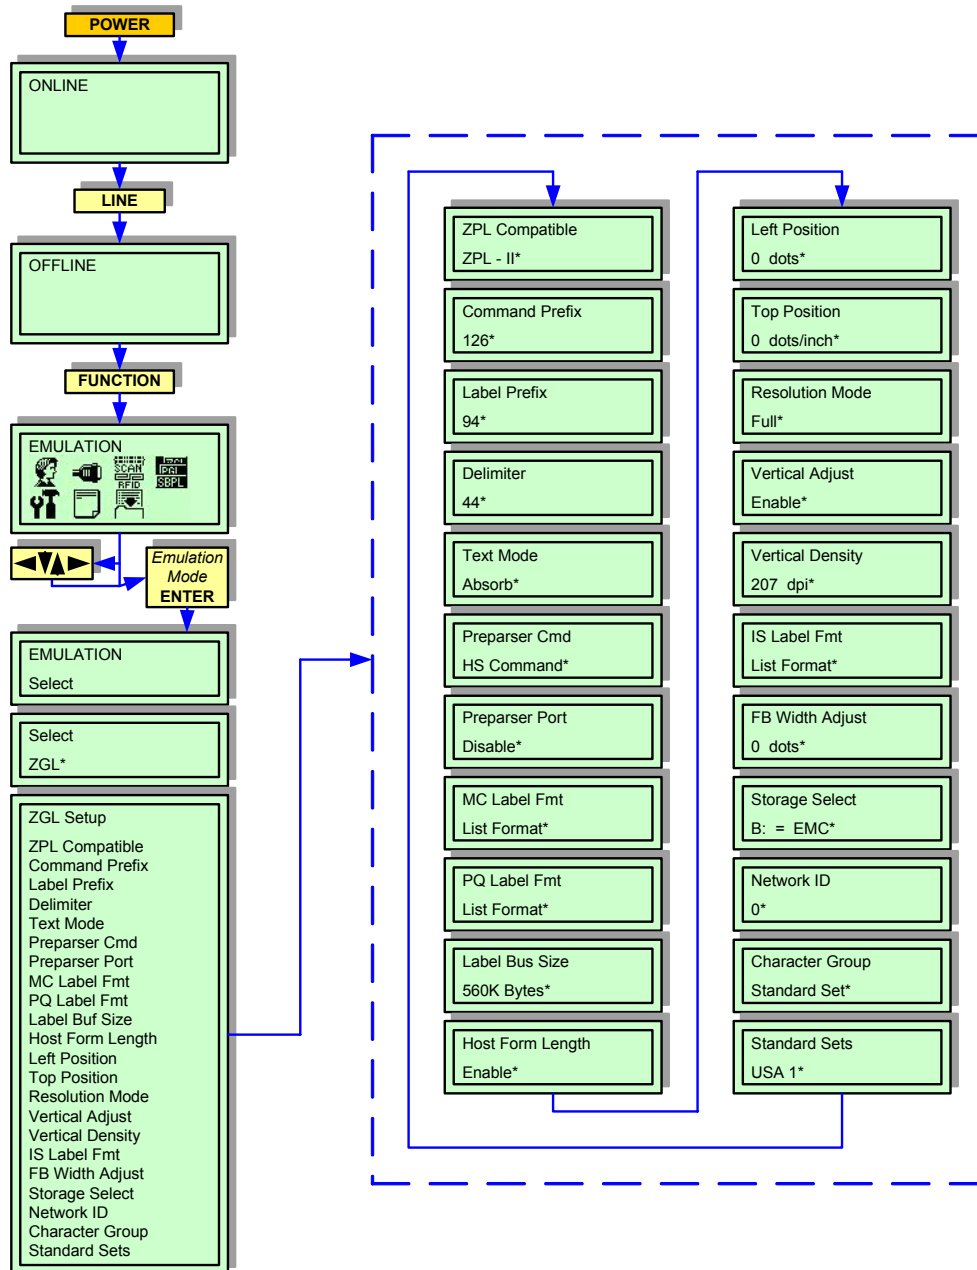 POWER
ONLINE
LINE
OFFLINE
FUNCTION
EMULATION
SCAN
RFID
PGL
SBPL
Emulation
Mode
ENTER
EMULATION
Select
Select
ZGL*
ZGL Setup
ZPL Compatible
Command Prefix
Label Prefix
Delimiter
Text Mode
Preparser Cmd
Preparser Port
MC Label Fmt
PQ Label Fmt
Label Buf Size
Host Form Length
Left Position
Top Position
Resolution Mode
Vertical Adjust
Vertical Density
IS Label Fmt
FB Width Adjust
Storage Select
Network ID
Character Group
Standard Sets
ZPL Compatible
ZPL - II*
Command Prefix
126*
Label Prefix
94*
Delimiter
44*
Text Mode
Absorb*
Preparser Cmd
HS Command*
Preparser Port
Disable*
MC Label Fmt
List Format*
PQ Label Fmt
List Format*
Label Bus Size
560K Bytes*
Host Form Length
Enable*
Left Position
0 dots*
Top Position
0 dots/inch*
Resolution Mode
Full*
Vertical Adjust
Enable*
Vertical Density
207 dpi*
IS Label Fmt
List Format*
FB Width Adjust
0 dots*
Storage Select
B: = EMC*
Network ID
0*
Character Group
Standard Set*
Standard Sets
USA 1*